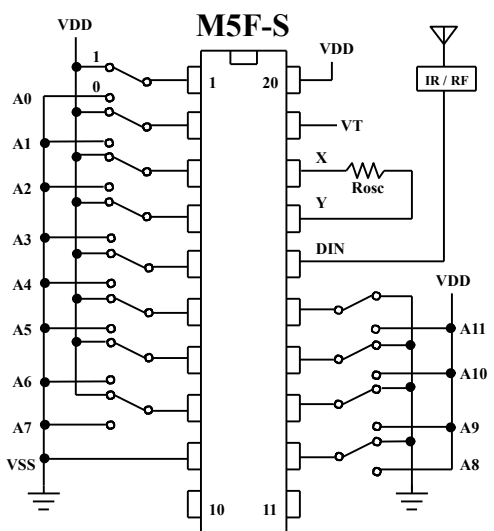 M5F-S
VDD
1
0
A0
A1
A2
A3
A4
A5
A6
A7
VSS
1
20
10
11
VDD
VT
X
Rosc
Y
DIN
IR / RF
VDD
A11
A10
A9
A8